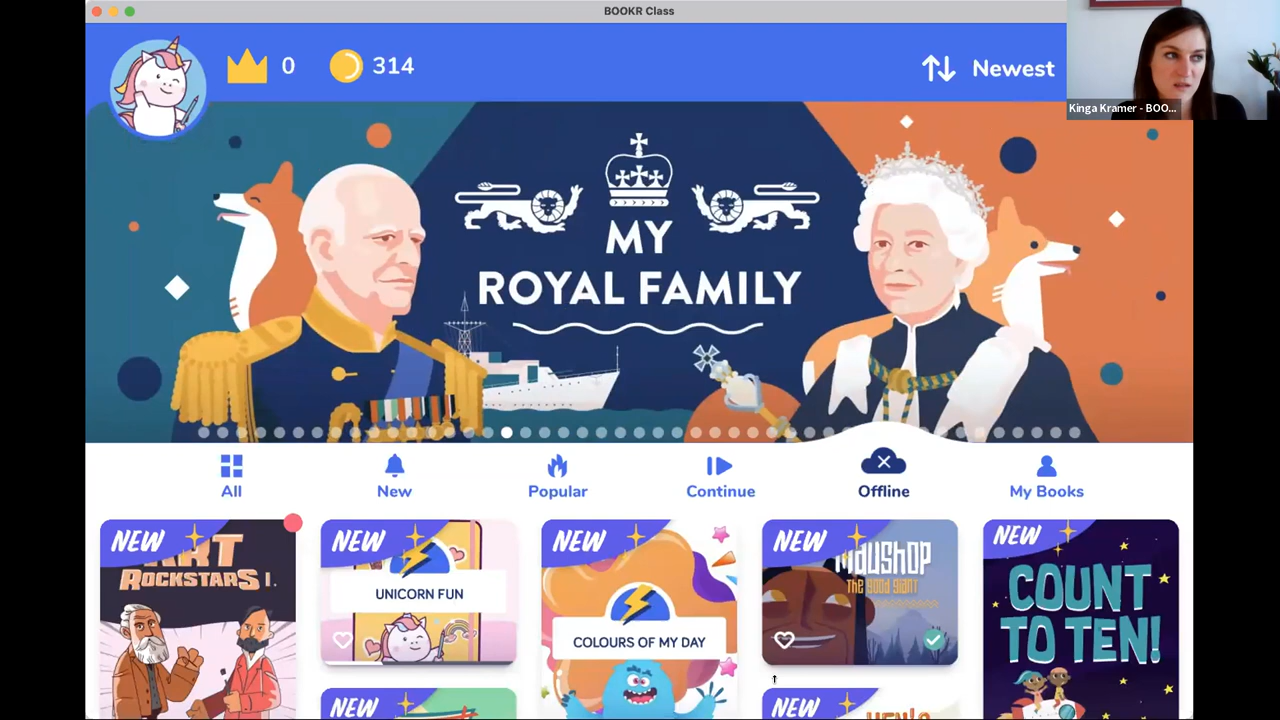 BOOKR Class
0
314
Newest
Kinga Kramer - BOO...
MY
ROYAL FAMILY
All
New
Popular
Continue
Offline
My Books
NEW
ART
ROCKSTARS I.
NEW
UNICORN FUN
NEW
COLOURS OF MY DAY
NEW
Maushop
The good giant
NEW
COUNT
TO TEN!
NEW
NEW